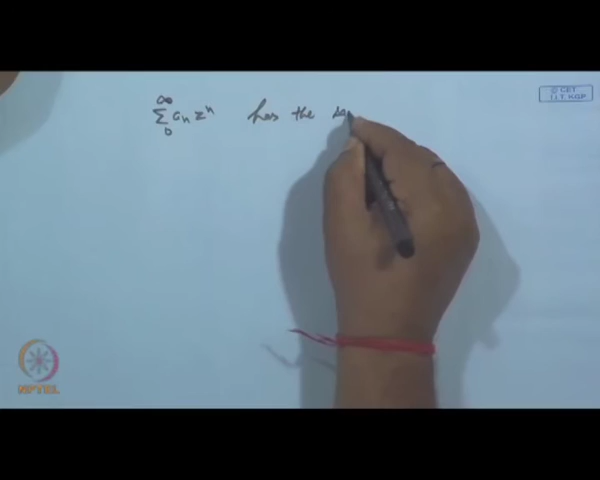 ∞
Σ aₙ zⁿ has the
0
© CET
I.I.T. KGP
NPTEL